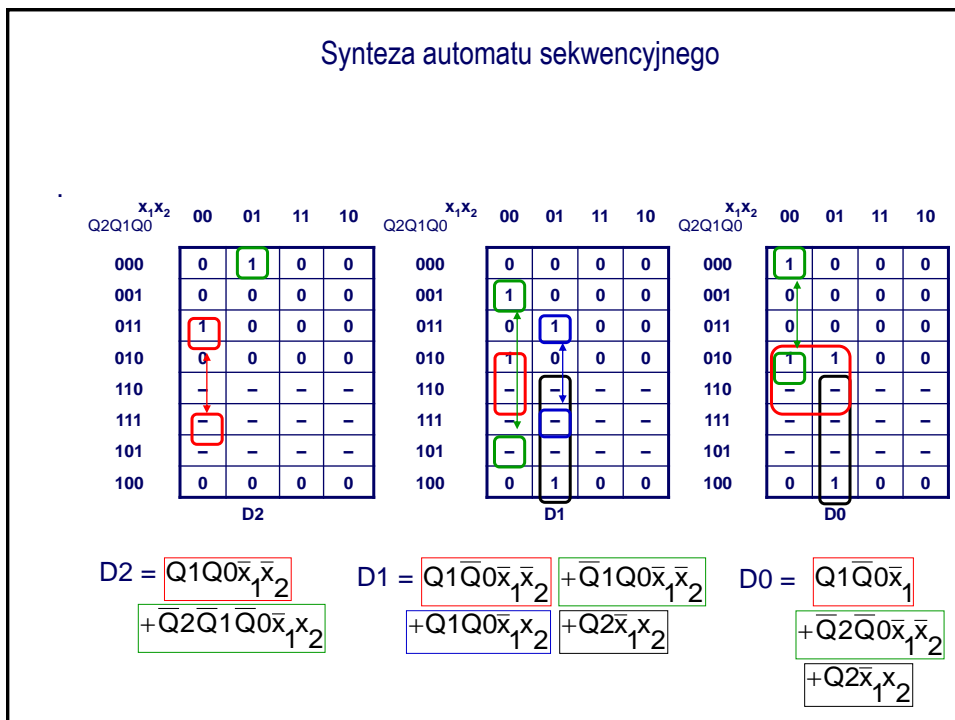 Synteza automatu sekwencyjnego
.
x₁x₂ 00 01 11 10
Q2Q1Q0
000 0 1 0 0
001 0 0 0 0
011 1 0 0 0
010 0 0 0 0
110 – – – –
111 – – – –
101 – – – –
100 0 0 0 0
D2
x₁x₂ 00 01 11 10
Q2Q1Q0
000 0 0 0 0
001 1 0 0 0
011 0 1 0 0
010 1 0 0 0
110 – – – –
111 – – – –
101 – – – –
100 0 1 0 0
D1
x₁x₂ 00 01 11 10
Q2Q1Q0
000 1 0 0 0
001 0 0 0 0
011 0 0 0 0
010 1 1 0 0
110 – – – –
111 – – – –
101 – – – –
100 0 1 0 0
D0
D2 = Q1Q0x̅₁x̅₂
+Q̅2Q̅1Q̅0x̅₁x₂
D1 = Q1Q̅0x̅₁x̅₂ +Q̅1Q0x̅₁x̅₂
+Q1Q0x̅₁x₂ +Q2x̅₁x₂
D0 = Q1Q̅0x̅₁
+Q̅2Q̅0x̅₁x̅₂
+Q2x̅₁x₂